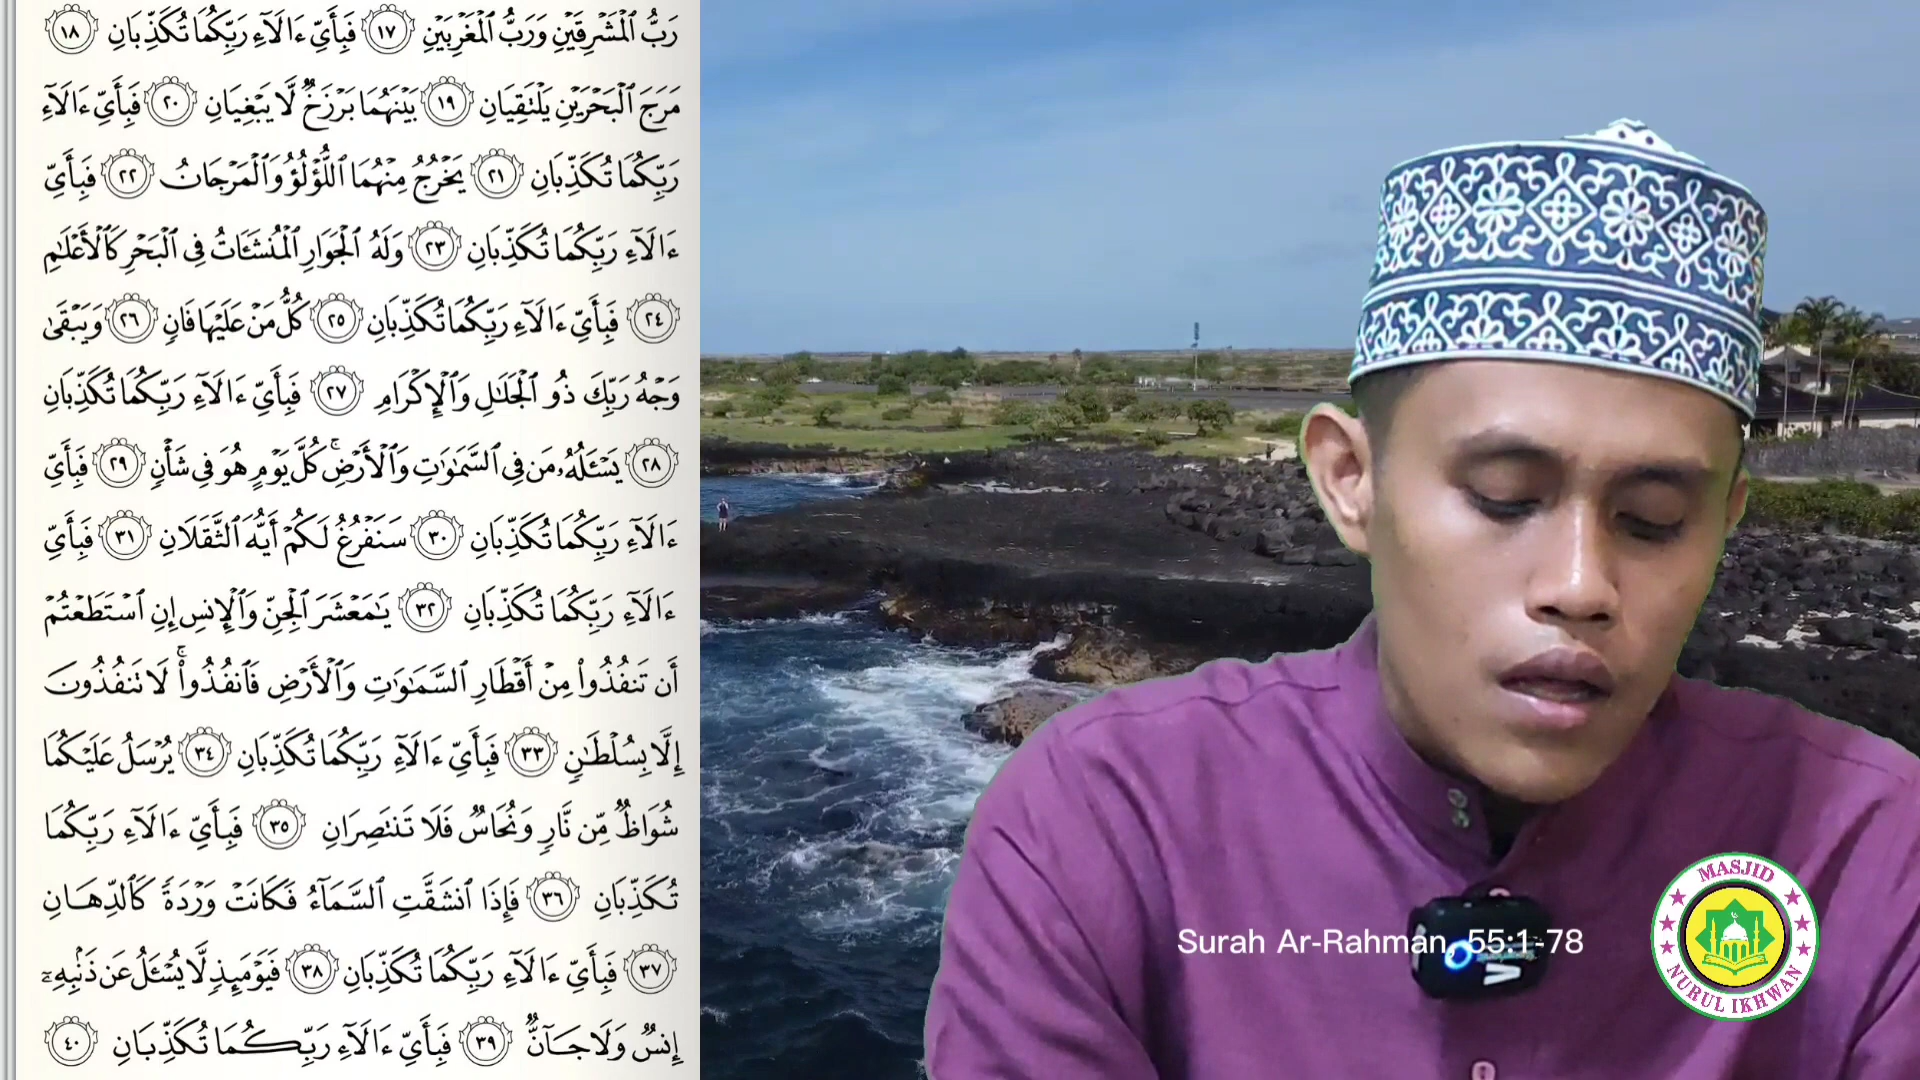 رَبُّ ٱلْمَشْرِقَيْنِ وَرَبُّ ٱلْمَغْرِبَيْنِ ١٧ فَبِأَيِّ ءَالَآءِ رَبِّكُمَا تُكَذِّبَانِ ١٨
مَرَجَ ٱلْبَحْرَيْنِ يَلْتَقِيَانِ ١٩ بَيْنَهُمَا بَرْزَخٌ لَّا يَبْغِيَانِ ٢٠ فَبِأَيِّ ءَالَآءِ
رَبِّكُمَا تُكَذِّبَانِ ٢١ يَخْرُجُ مِنْهُمَا ٱللُّؤْلُؤُ وَٱلْمَرْجَانُ ٢٢ فَبِأَيِّ
ءَالَآءِ رَبِّكُمَا تُكَذِّبَانِ ٢٣ وَلَهُ ٱلْجَوَارِ ٱلْمُنشَـَٔاتُ فِى ٱلْبَحْرِ كَٱلْأَعْلَٰمِ
٢٤ فَبِأَيِّ ءَالَآءِ رَبِّكُمَا تُكَذِّبَانِ ٢٥ كُلُّ مَنْ عَلَيْهَا فَانٍ ٢٦ وَيَبْقَىٰ
وَجْهُ رَبِّكَ ذُو ٱلْجَلَٰلِ وَٱلْإِكْرَامِ ٢٧ فَبِأَيِّ ءَالَآءِ رَبِّكُمَا تُكَذِّبَانِ
٢٨ يَسْـَٔلُهُۥ مَن فِى ٱلسَّمَٰوَٰتِ وَٱلْأَرْضِ ۚ كُلَّ يَوْمٍ هُوَ فِى شَأْنٍ ٢٩ فَبِأَيِّ
ءَالَآءِ رَبِّكُمَا تُكَذِّبَانِ ٣٠ سَنَفْرُغُ لَكُمْ أَيُّهَ ٱلثَّقَلَانِ ٣١ فَبِأَيِّ
ءَالَآءِ رَبِّكُمَا تُكَذِّبَانِ ٣٢ يَٰمَعْشَرَ ٱلْجِنِّ وَٱلْإِنسِ إِنِ ٱسْتَطَعْتُمْ
أَن تَنفُذُوا۟ مِنْ أَقْطَارِ ٱلسَّمَٰوَٰتِ وَٱلْأَرْضِ فَٱنفُذُوا۟ ۚ لَا تَنفُذُونَ
إِلَّا بِسُلْطَٰنٍ ٣٣ فَبِأَيِّ ءَالَآءِ رَبِّكُمَا تُكَذِّبَانِ ٣٤ يُرْسَلُ عَلَيْكُمَا
شُوَاظٌ مِّن نَّارٍ وَنُحَاسٌ فَلَا تَنتَصِرَانِ ٣٥ فَبِأَيِّ ءَالَآءِ رَبِّكُمَا
تُكَذِّبَانِ ٣٦ فَإِذَا ٱنشَقَّتِ ٱلسَّمَآءُ فَكَانَتْ وَرْدَةً كَٱلدِّهَانِ
٣٧ فَبِأَيِّ ءَالَآءِ رَبِّكُمَا تُكَذِّبَانِ ٣٨ فَيَوْمَئِذٍ لَّا يُسْـَٔلُ عَن ذَنۢبِهِۦٓ
إِنسٌ وَلَا جَآنٌّ ٣٩ فَبِأَيِّ ءَالَآءِ رَبِّكُمَا تُكَذِّبَانِ ٤٠
Surah Ar-Rahman, 55:1-78
MASJID
NURUL IKHWAN